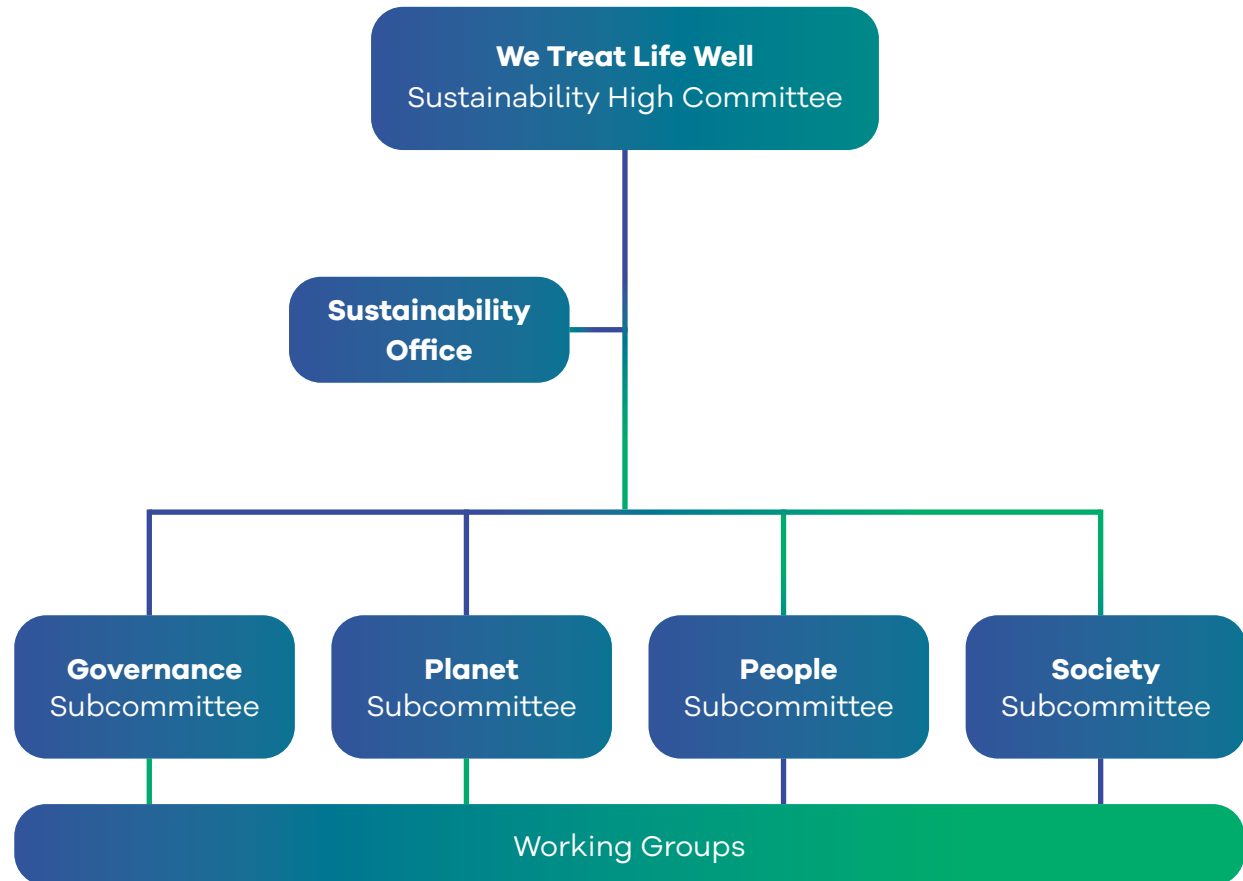 We Treat Life Well
Sustainability High Committee
Sustainability
Office
Governance
Subcommittee
Planet
Subcommittee
People
Subcommittee
Society
Subcommittee
Working Groups